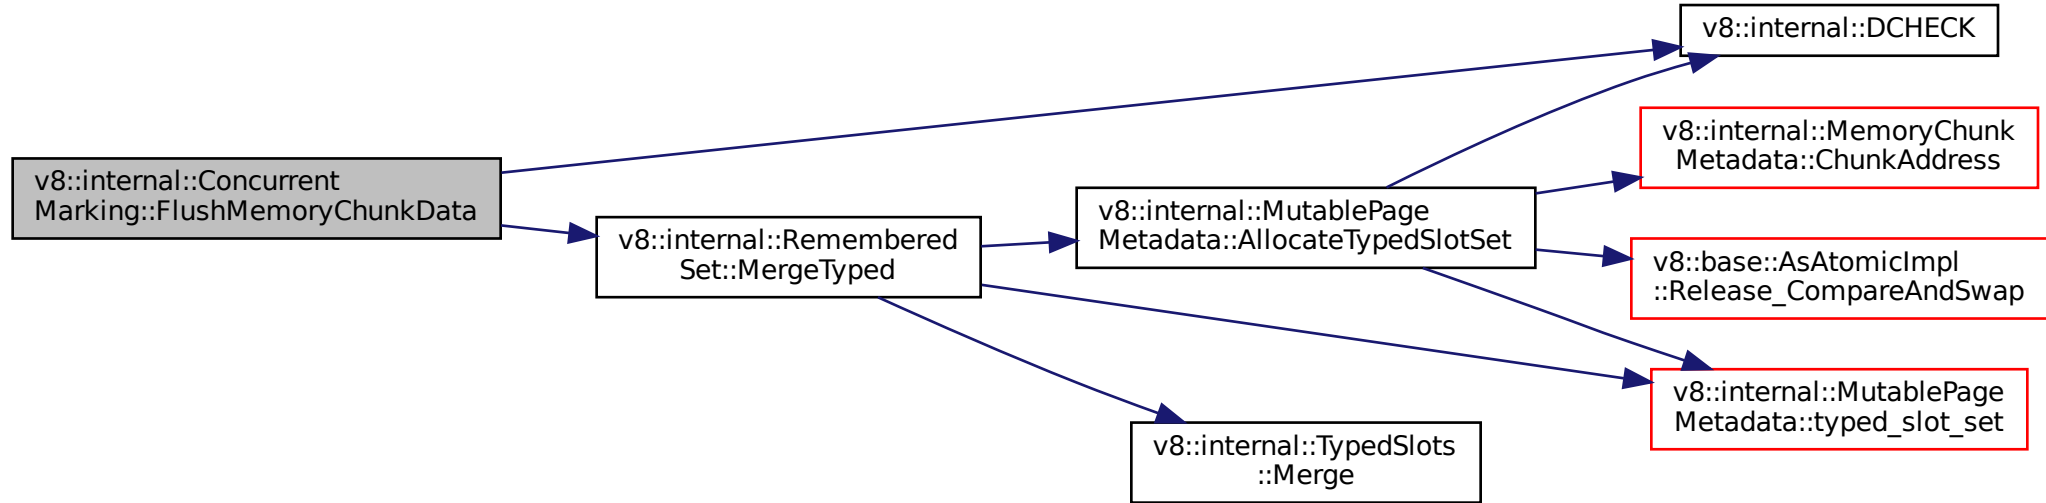 v8::internal::Concurrent
Marking::FlushMemoryChunkData
v8::internal::Remembered
Set::MergeTyped
v8::internal::MutablePage
Metadata::AllocateTypedSlotSet
v8::internal::TypedSlots
::Merge
v8::internal::DCHECK
v8::internal::MemoryChunk
Metadata::ChunkAddress
v8::base::AsAtomicImpl
::Release_CompareAndSwap
v8::internal::MutablePage
Metadata::typed_slot_set